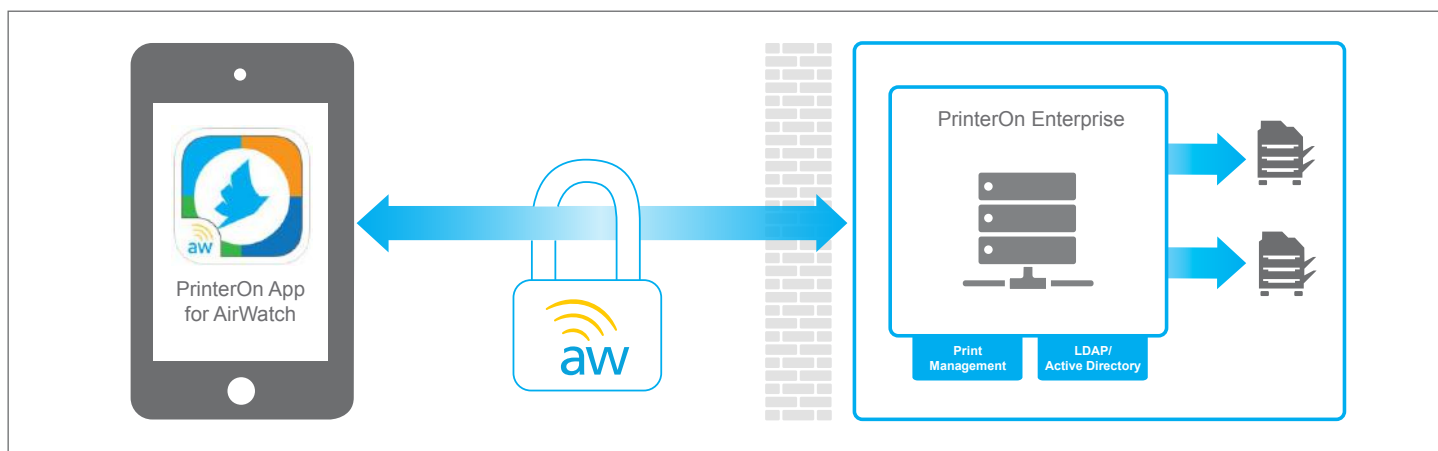 aw
PrinterOn App
for AirWatch
aw
PrinterOn Enterprise
Print
Management
LDAP/
Active Directory